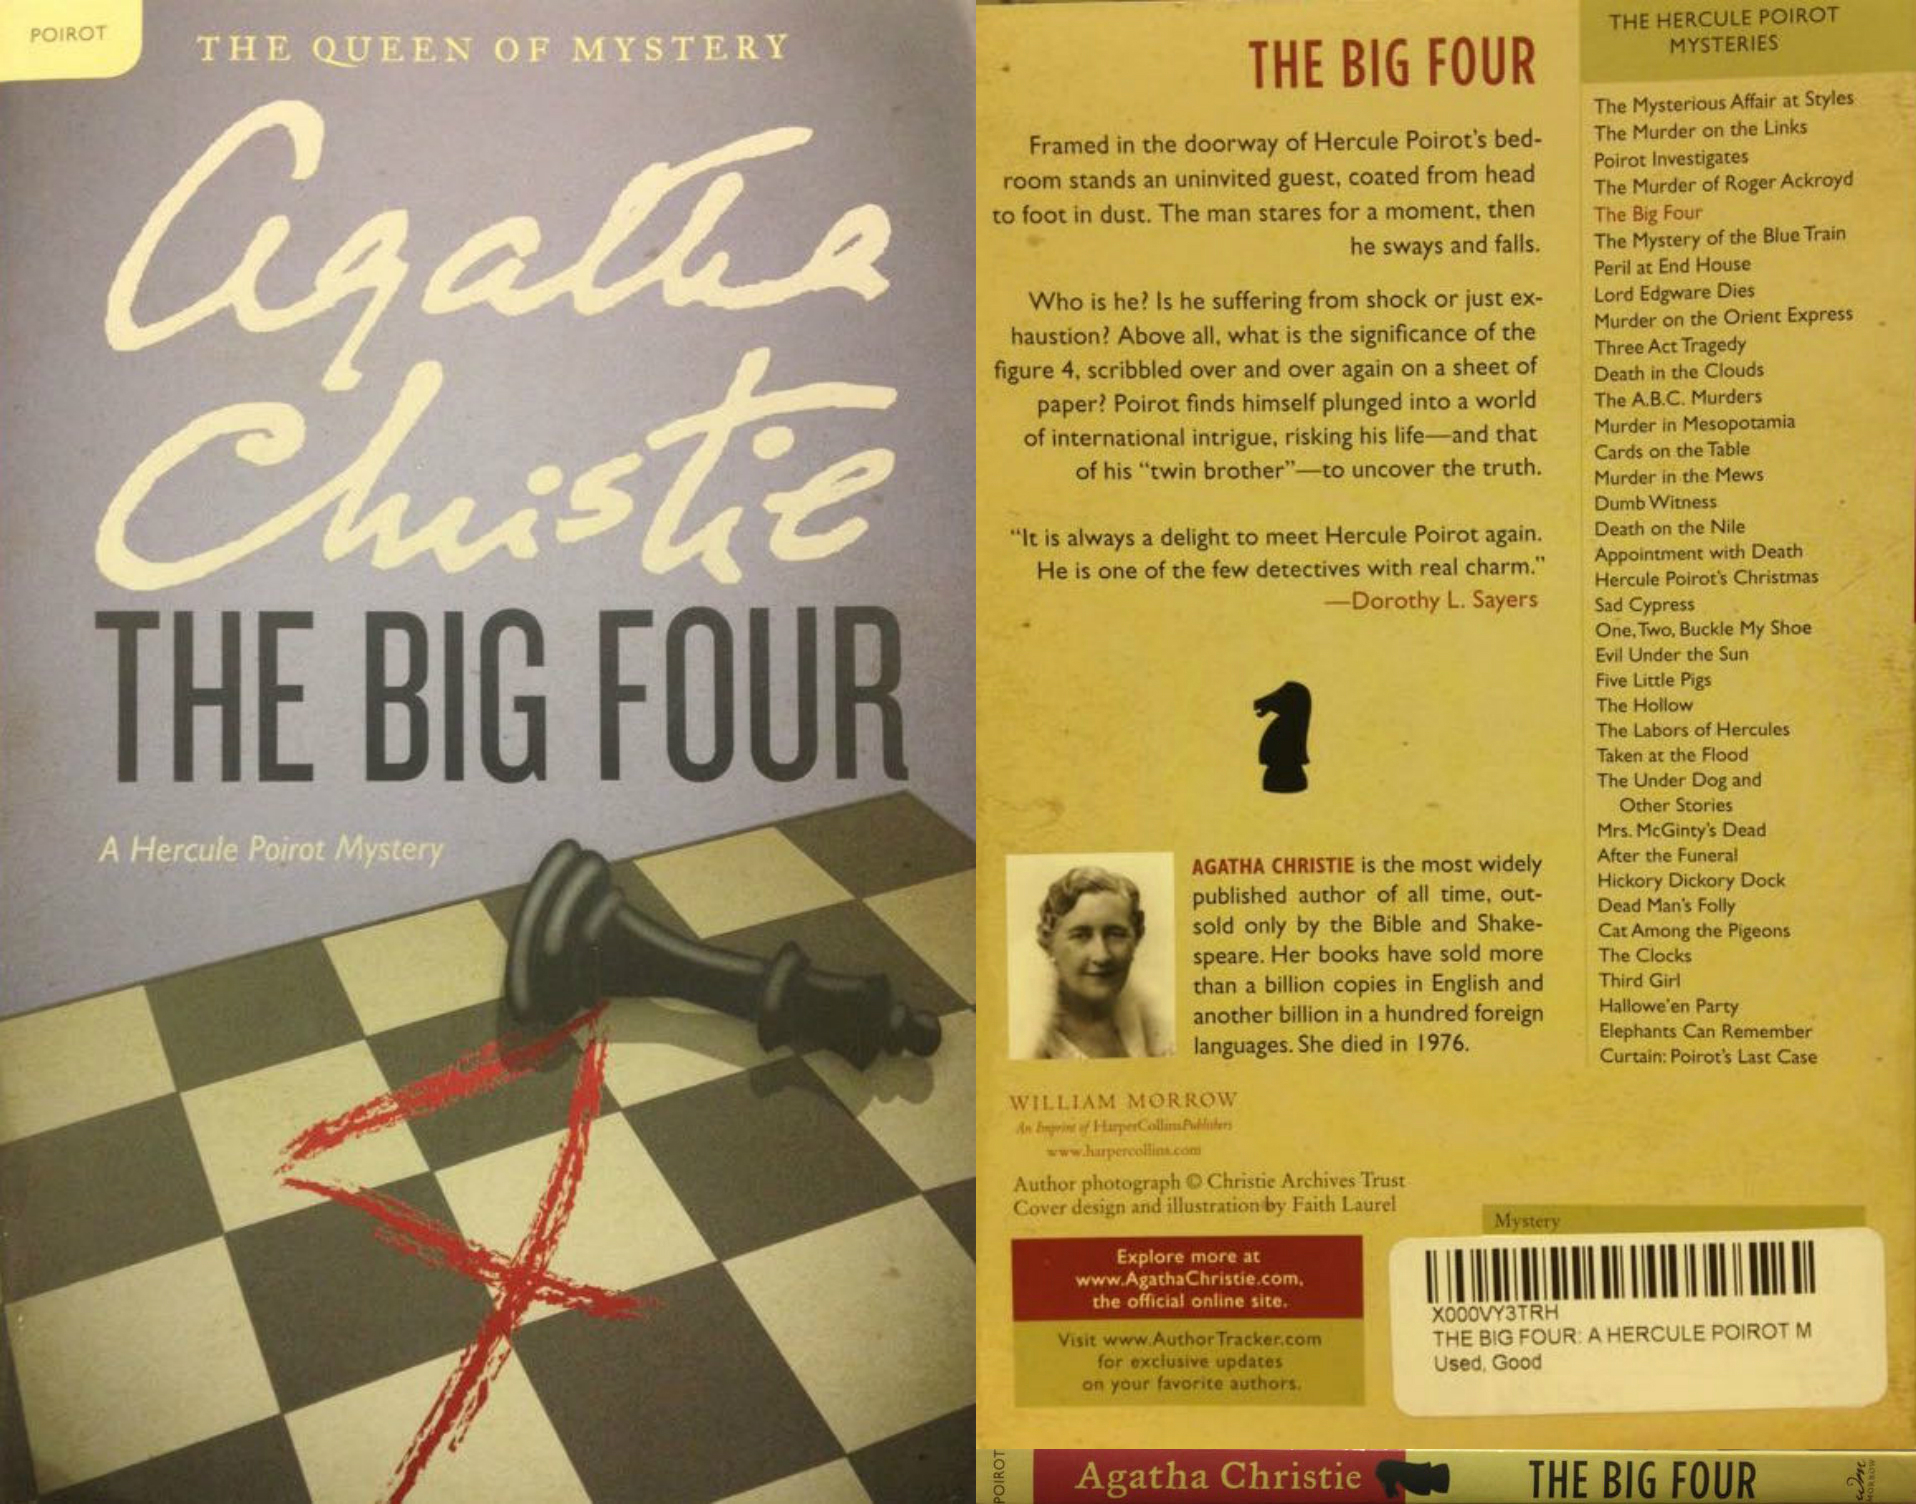 POIROT
THE QUEEN OF MYSTERY
Agatha
Christie
THE BIG FOUR
A Hercule Poirot Mystery
4
THE BIG FOUR
Framed in the doorway of Hercule Poirot's bed-
room stands an uninvited guest, coated from head
to foot in dust. The man stares for a moment, then
he sways and falls.
Who is he? Is he suffering from shock or just ex-
haustion? Above all, what is the significance of the
figure 4, scribbled over and over again on a sheet of
paper? Poirot finds himself plunged into a world
of international intrigue, risking his life—and that
of his "twin brother"—to uncover the truth.
"It is always a delight to meet Hercule Poirot again.
He is one of the few detectives with real charm."
—Dorothy L. Sayers
AGATHA CHRISTIE is the most widely
published author of all time, out-
sold only by the Bible and Shake-
speare. Her books have sold more
than a billion copies in English and
another billion in a hundred foreign
languages. She died in 1976.
WILLIAM MORROW
An Imprint of HarperCollinsPublishers
www.harpercollins.com
Author photograph © Christie Archives Trust
Cover design and illustration by Faith Laurel
Explore more at
www.AgathaChristie.com,
the official online site.
Visit www.AuthorTracker.com
for exclusive updates
on your favorite authors.
THE HERCULE POIROT
MYSTERIES
The Mysterious Affair at Styles
The Murder on the Links
Poirot Investigates
The Murder of Roger Ackroyd
The Big Four
The Mystery of the Blue Train
Peril at End House
Lord Edgware Dies
Murder on the Orient Express
Three Act Tragedy
Death in the Clouds
The A.B.C. Murders
Murder in Mesopotamia
Cards on the Table
Murder in the Mews
Dumb Witness
Death on the Nile
Appointment with Death
Hercule Poirot's Christmas
Sad Cypress
One, Two, Buckle My Shoe
Evil Under the Sun
Five Little Pigs
The Hollow
The Labors of Hercules
Taken at the Flood
The Under Dog and
Other Stories
Mrs. McGinty's Dead
After the Funeral
Hickory Dickory Dock
Dead Man's Folly
Cat Among the Pigeons
The Clocks
Third Girl
Hallowe'en Party
Elephants Can Remember
Curtain: Poirot's Last Case
Mystery
X000VY3TRH
THE BIG FOUR: A HERCULE POIROT M
Used, Good
POIROT
Agatha Christie
THE BIG FOUR
wm
MORROW